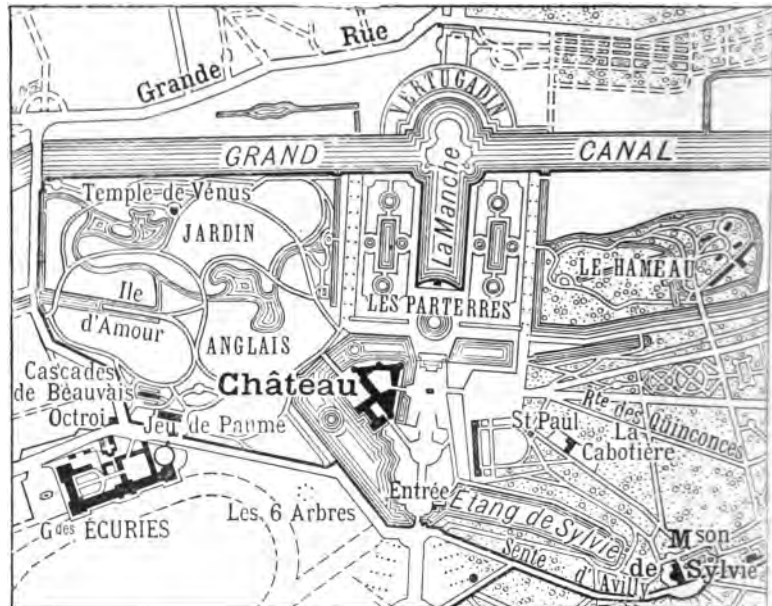 Grande Rue
VERTUGADIN
GRAND CANAL
La Manche
Temple de Vénus
JARDIN
LE HAMEAU
Ile
d'Amour
LES PARTERRES
ANGLAIS
Cascades
de Beauvais
Château
Octroi
Jeu de Paume
Rte des Quinconces
St Paul
La
Cabotière
Entrée
Gdes ÉCURIES
Les 6 Arbres
Etang de Sylvie
Sente d'Avilly
Mson
de Sylvie